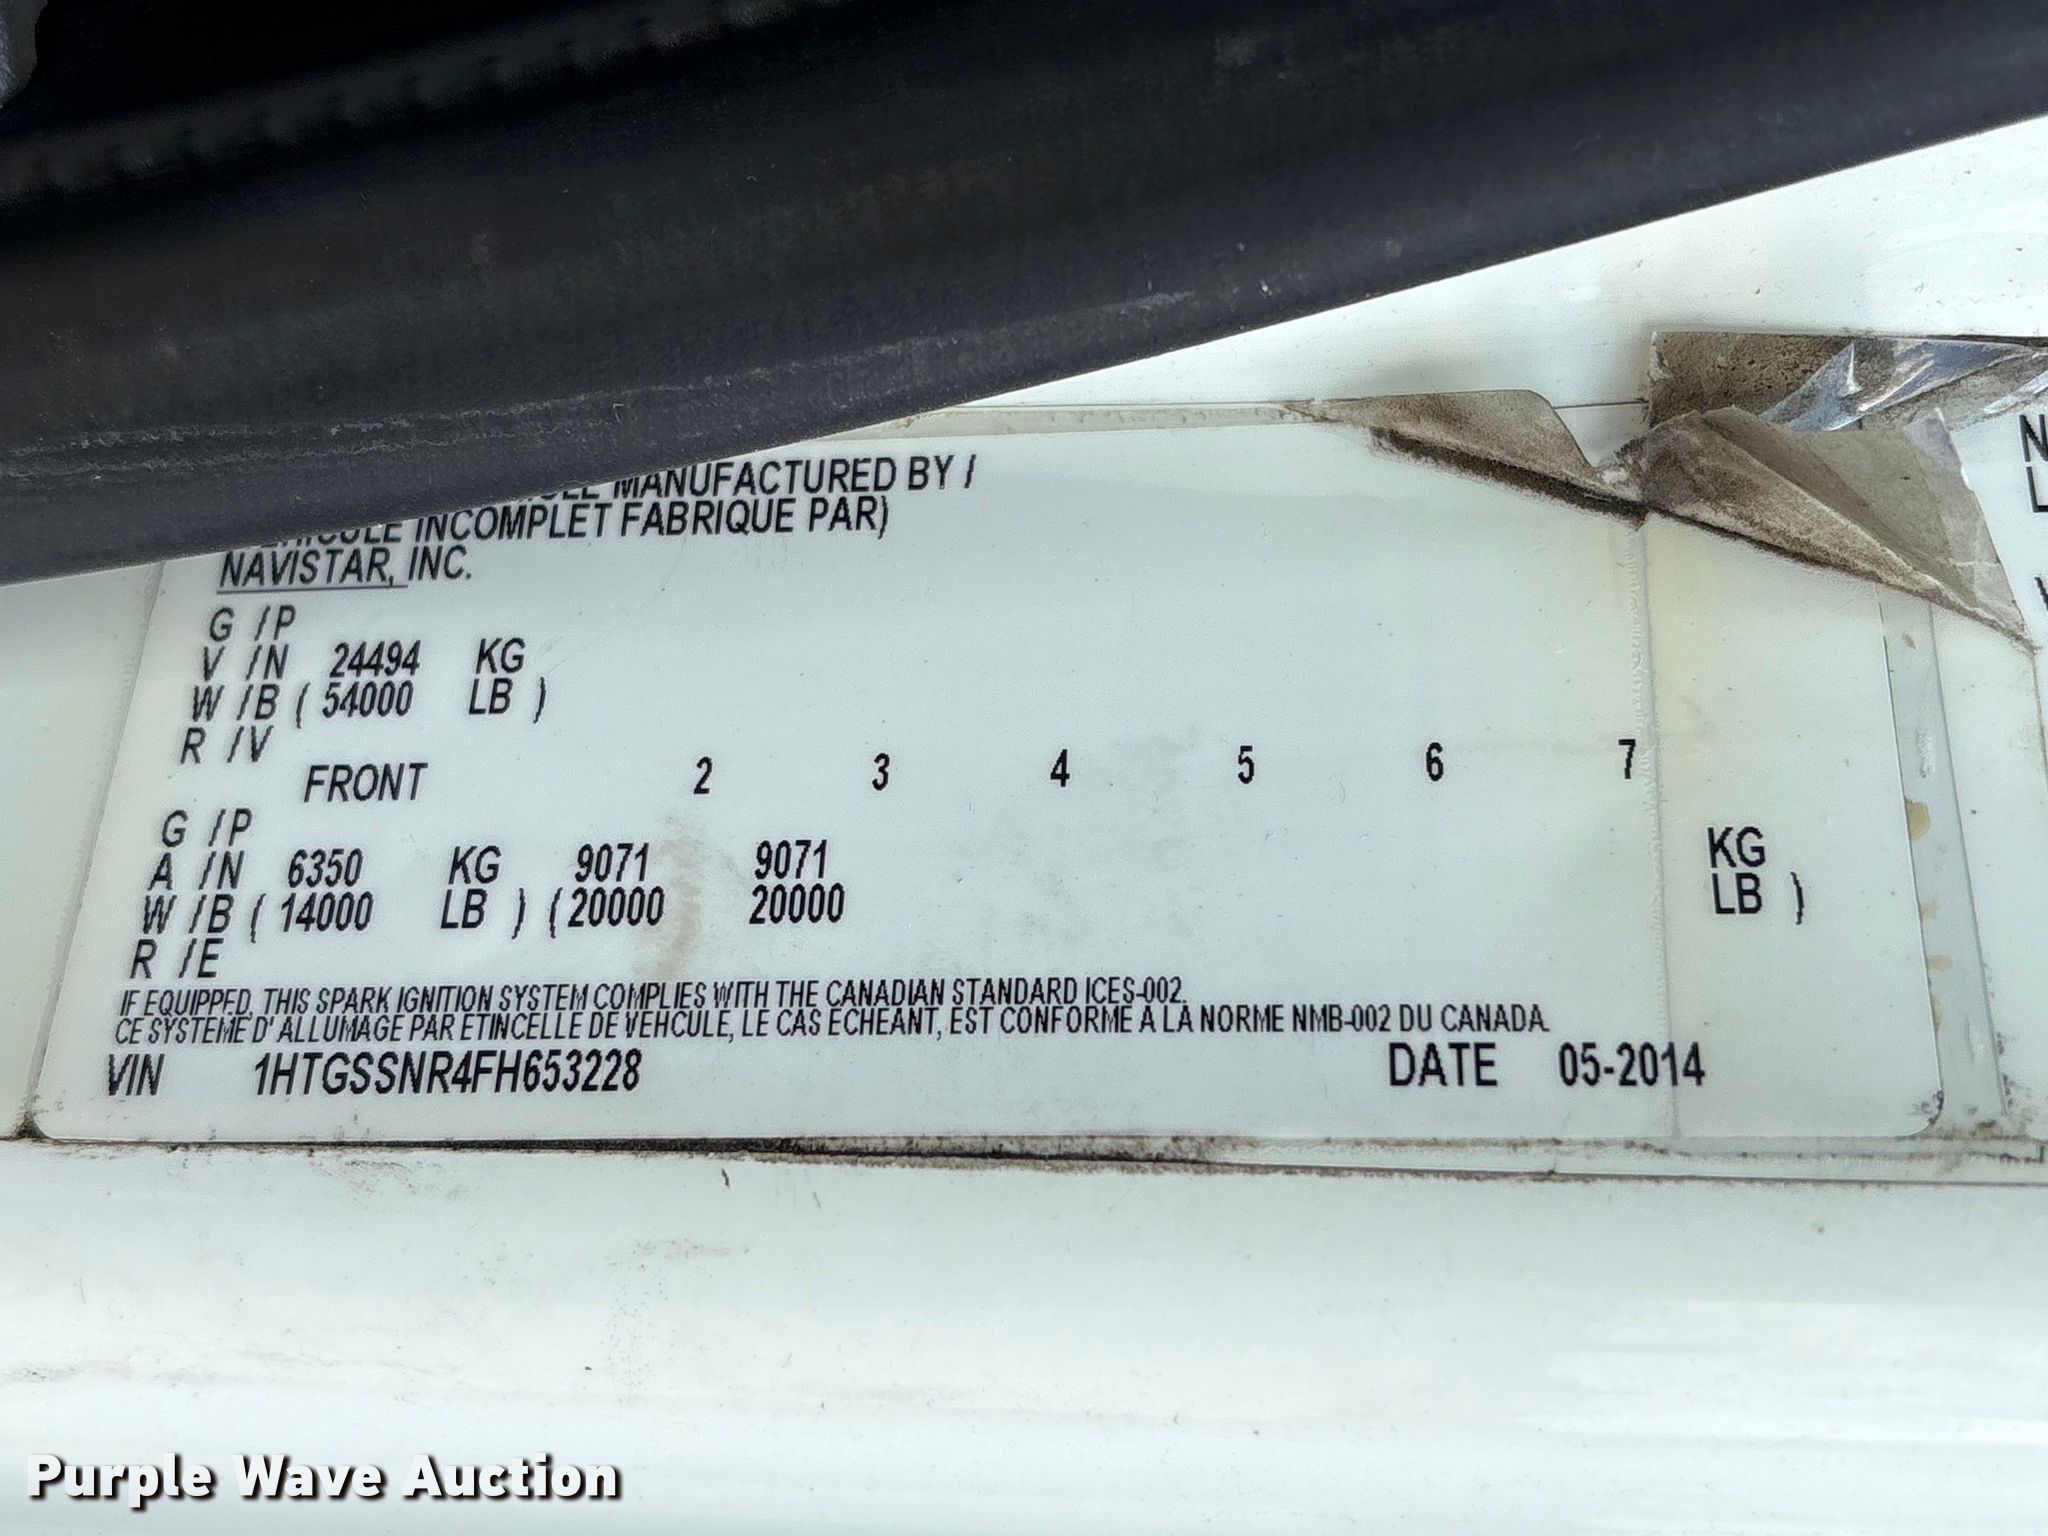 MANUFACTURED BY /
INCOMPLET FABRIQUE PAR)
NAVISTAR, INC.
G /P
V /N 24494 KG
W /B ( 54000 LB )
R /V
FRONT 2 3 4 5 6 7
G /P
A /N 6350 KG 9071 9071 KG
W /B ( 14000 LB ) ( 20000 20000 LB )
R /E
IF EQUIPPED, THIS SPARK IGNITION SYSTEM COMPLIES WITH THE CANADIAN STANDARD ICES-002.
CE SYSTEME D' ALLUMAGE PAR ETINCELLE DE VEHCULE, LE CAS ECHEANT, EST CONFORME A LA NORME NMB-002 DU CANADA.
VIN 1HTGSSNR4FH653228 DATE 05-2014
Purple Wave Auction